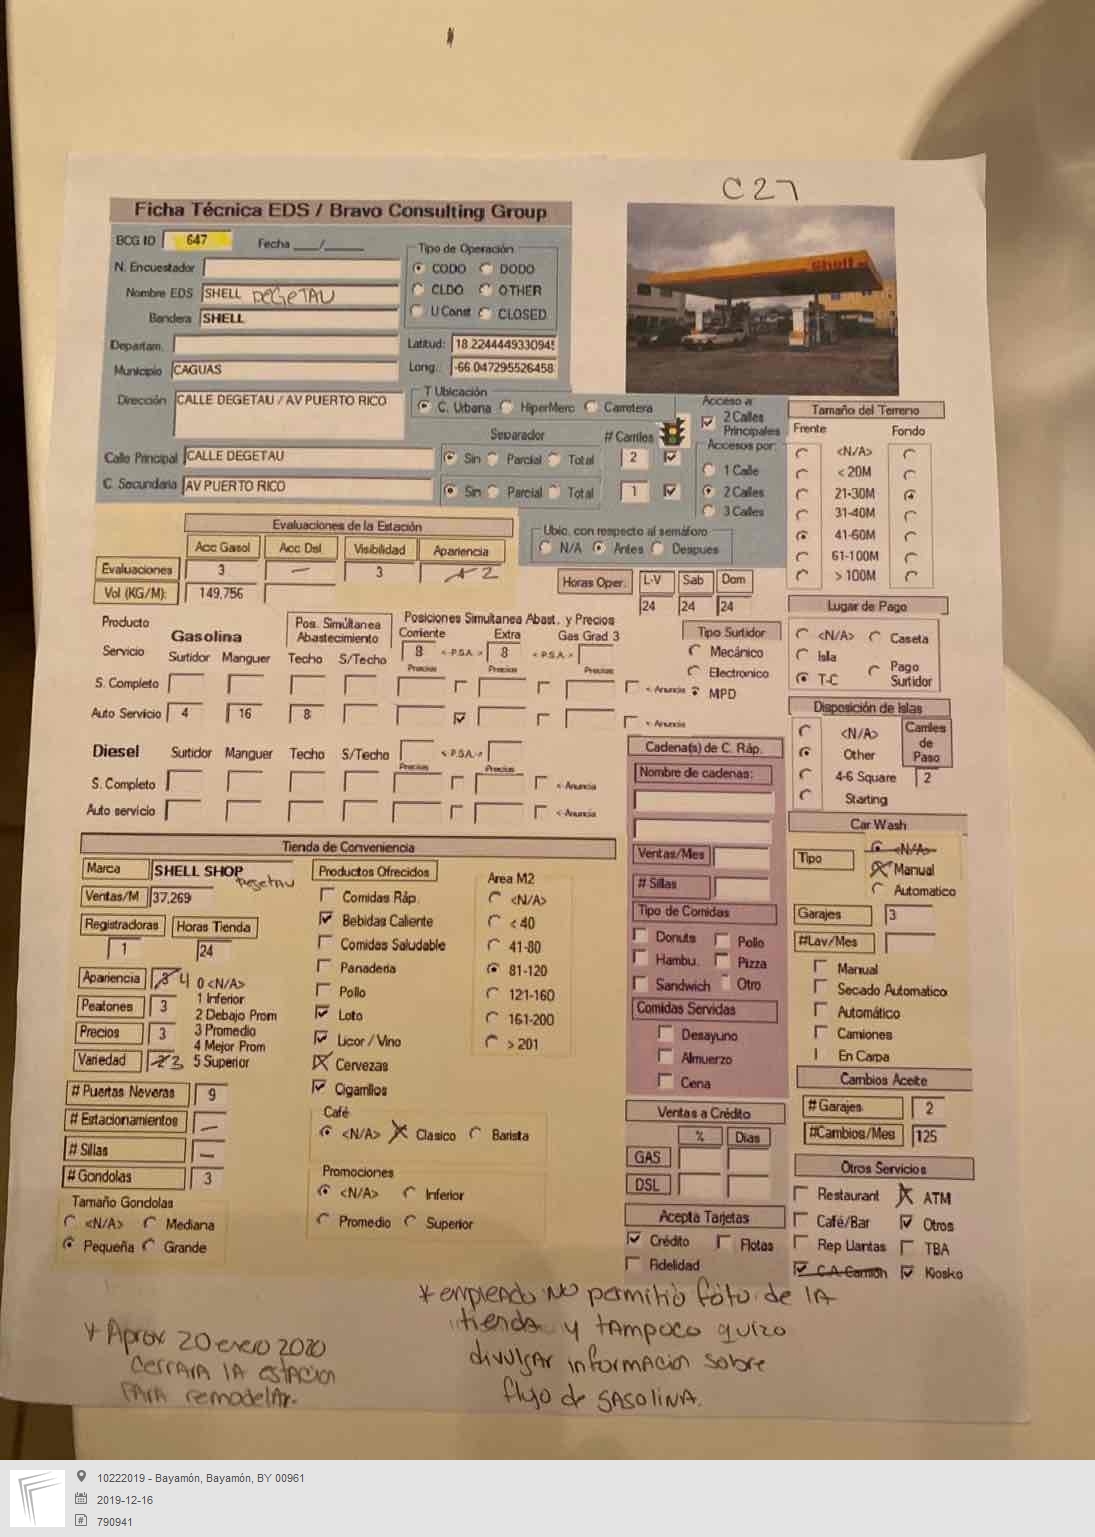 C27
Ficha Técnica EDS / Bravo Consulting Group
BCG ID 647 Fecha ___/_____
N. Encuestador
Nombre EDS SHELL DEGETAU
Bandera SHELL
Departam.
Municipio CAGUAS
Dirección CALLE DEGETAU / AV PUERTO RICO
Calle Principal CALLE DEGETAU
C. Secundaria AV PUERTO RICO
Tipo de Operación
CODO DODO
CLDO OTHER
U Const CLOSED
Latitud: 18.2244449330945
Long.: -66.047295526458
Shell
T Ubicación
C. Urbana HiperMerc Carretera
Separador # Carriles
Sin Parcial Total 2
Sin Parcial Total 1
Acceso a:
2 Calles
Principales
Accesos por:
1 Calle
2 Calles
3 Calles
Ubic. con respecto al semáforo
N/A Antes Despues
Tamaño del Terreno
Frente Fondo
<N/A>
< 20M
21-30M
31-40M
41-60M
61-100M
> 100M
Evaluaciones de la Estación
Acc Gasol Acc Dsl Visibilidad Apariencia
Evaluaciones 3 — 3 2
Vol (KG/M): 149,756
Horas Oper. L-V Sab Dom
24 24 24
Producto
Gasolina
Pos. Simúltanea
Abastecimiento
Posiciones Simultanea Abast. y Precios
Corriente Extra Gas Grad 3
8 <-P.S.A.-> 8 <-P.S.A.->
Servicio Surtidor Manguer Techo S/Techo Precios Precios Precios
S. Completo <-Anuncia
Auto Servicio 4 16 8 <-Anuncia
Tipo Surtidor
Mecánico
Electronico
MPD
Lugar de Pago
<N/A> Caseta
Isla Pago
T-C Surtidor
Disposición de Islas
<N/A>
Other
4-6 Square
Starting
Carriles
de
Paso
2
Diesel Surtidor Manguer Techo S/Techo <-P.S.A.->
Precios Precios
S. Completo <-Anuncia
Auto servicio <-Anuncia
Cadena(s) de C. Ráp.
Nombre de cadenas:
Ventas/Mes
# Sillas
Tipo de Comidas
Donuts Pollo
Hambu. Pizza
Sandwich Otro
Comidas Servidas
Desayuno
Almuerzo
Cena
Car Wash
Tipo <N/A>
Manual
Automatico
Garajes 3
#Lav/Mes
Manual
Secado Automatico
Automático
Camiones
En Carpa
Cambios Aceite
# Garajes 2
#Cambios/Mes 125
Tienda de Conveniencia
Marca SHELL SHOP
Degetau
Ventas/M 37,269
Registradoras Horas Tienda
1 24
Apariencia 3 4
Peatones 3
Precios 3
Variedad 2 3
0 <N/A>
1 Inferior
2 Debajo Prom
3 Promedio
4 Mejor Prom
5 Superior
# Puertas Neveras 9
# Estacionamientos —
# Sillas —
# Gondolas 3
Tamaño Gondolas
<N/A> Mediana
Pequeña Grande
Productos Ofrecidos
Comidas Ráp.
Bebidas Caliente
Comidas Saludable
Panaderia
Pollo
Loto
Licor / Vino
Cervezas
Cigarrillos
Area M2
<N/A>
< 40
41-80
81-120
121-160
161-200
> 201
Café
<N/A> Clasico Barista
Promociones
<N/A> Inferior
Promedio Superior
Ventas a Crédito
% Dias
GAS
DSL
Acepta Tarjetas
Crédito Flotas
Fidelidad
Otros Servicios
Restaurant ATM
Café/Bar Otros
Rep Llantas TBA
C.A Camión Kiosko
* empleado NO permitió foto de la
tienda y tampoco quizo
divulgar informacion sobre
flujo de gasolina.
* Aprox 20 enero 2020
cerrara la estacion
para remodelar.
10222019 - Bayamón, Bayamón, BY 00961
2019-12-16
790941